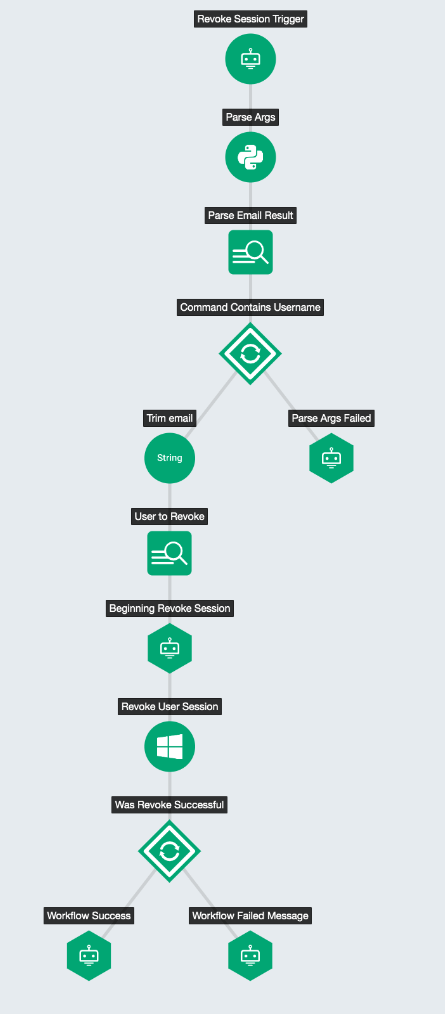 Revoke Session Trigger
Parse Args
Parse Email Result
Command Contains Username
Trim email
Parse Args Failed
String
User to Revoke
Beginning Revoke Session
Revoke User Session
Was Revoke Successful
Workflow Success
Workflow Failed Message